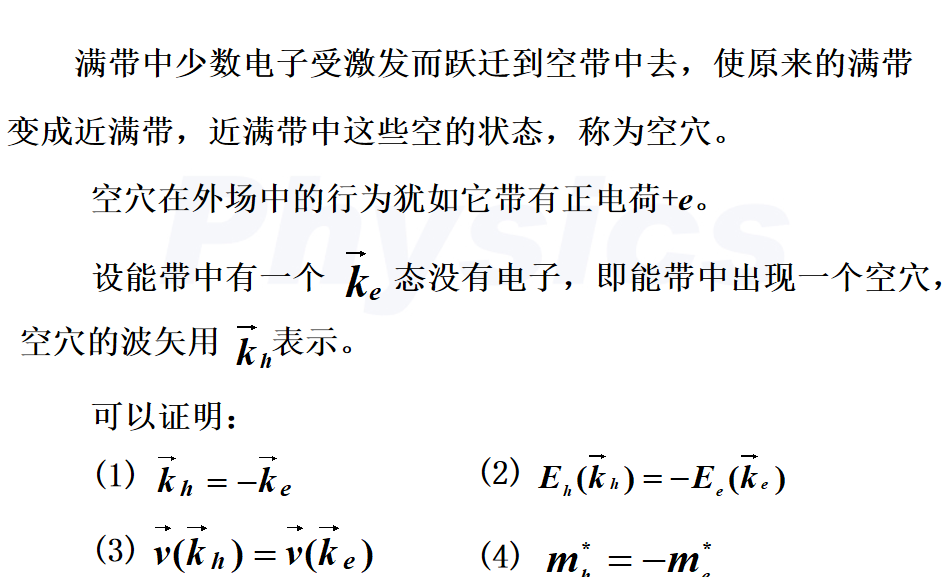 满带中少数电子受激发而跃迁到空带中去，使原来的满带
变成近满带，近满带中这些空的状态，称为空穴。
空穴在外场中的行为犹如它带有正电荷+e。
设能带中有一个 $\vec{k}_e$ 态没有电子，即能带中出现一个空穴，
空穴的波矢用 $\vec{k}_h$ 表示。
可以证明：
(1) $\vec{k}_h = -\vec{k}_e$ (2) $E_h(\vec{k}_h) = -E_e(\vec{k}_e)$
(3) $\vec{v}(\vec{k}_h) = \vec{v}(\vec{k}_e)$ (4) $m_h^* = -m_e^*$
Physics